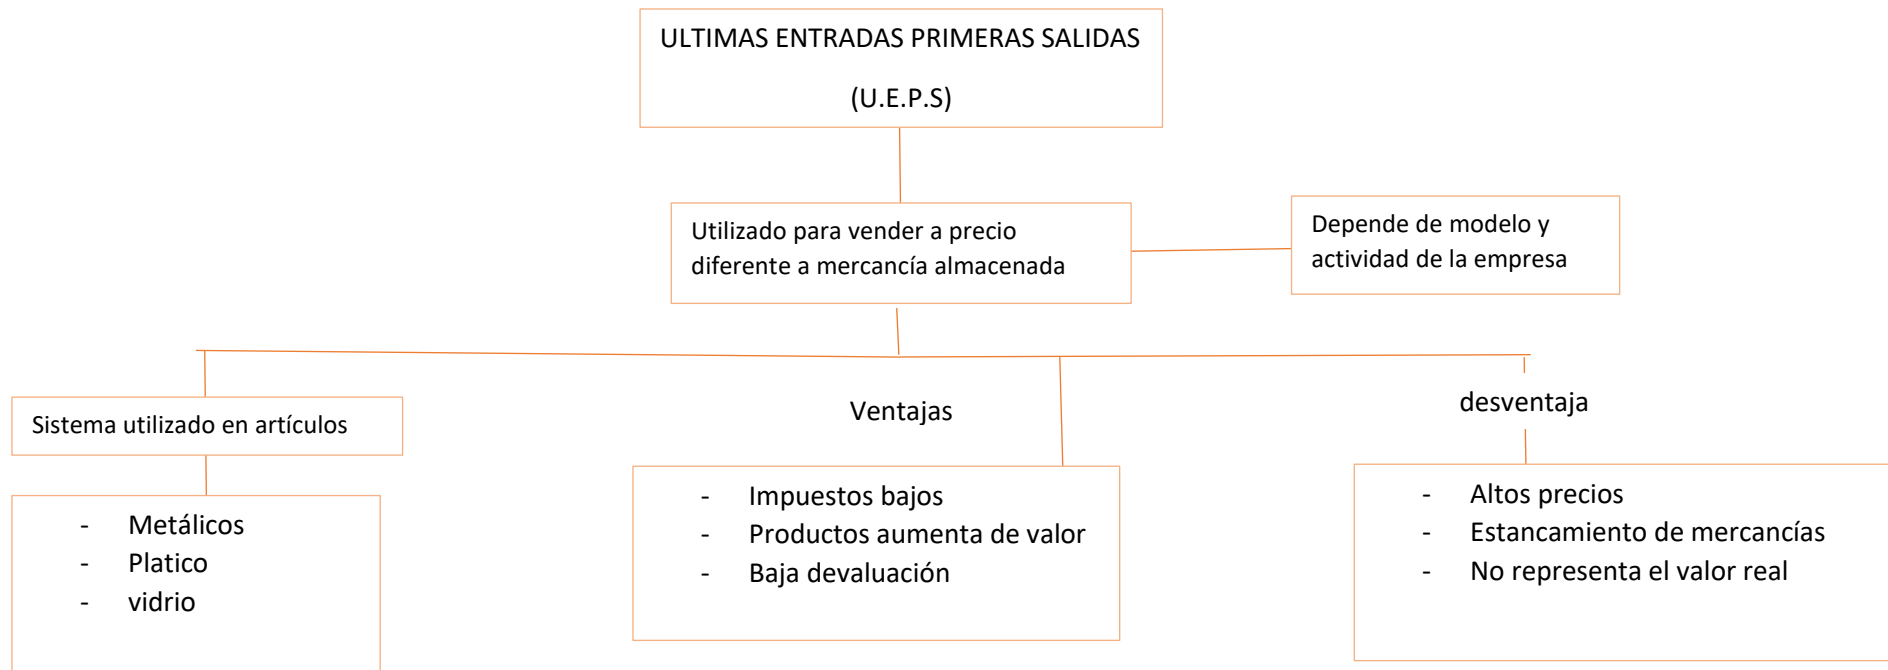 ULTIMAS ENTRADAS PRIMERAS SALIDAS
(U.E.P.S)
Utilizado para vender a precio
diferente a mercancía almacenada
Depende de modelo y
actividad de la empresa
Sistema utilizado en artículos
- Metálicos
- Platico
- vidrio
Ventajas
- Impuestos bajos
- Productos aumenta de valor
- Baja devaluación
desventaja
- Altos precios
- Estancamiento de mercancías
- No representa el valor real